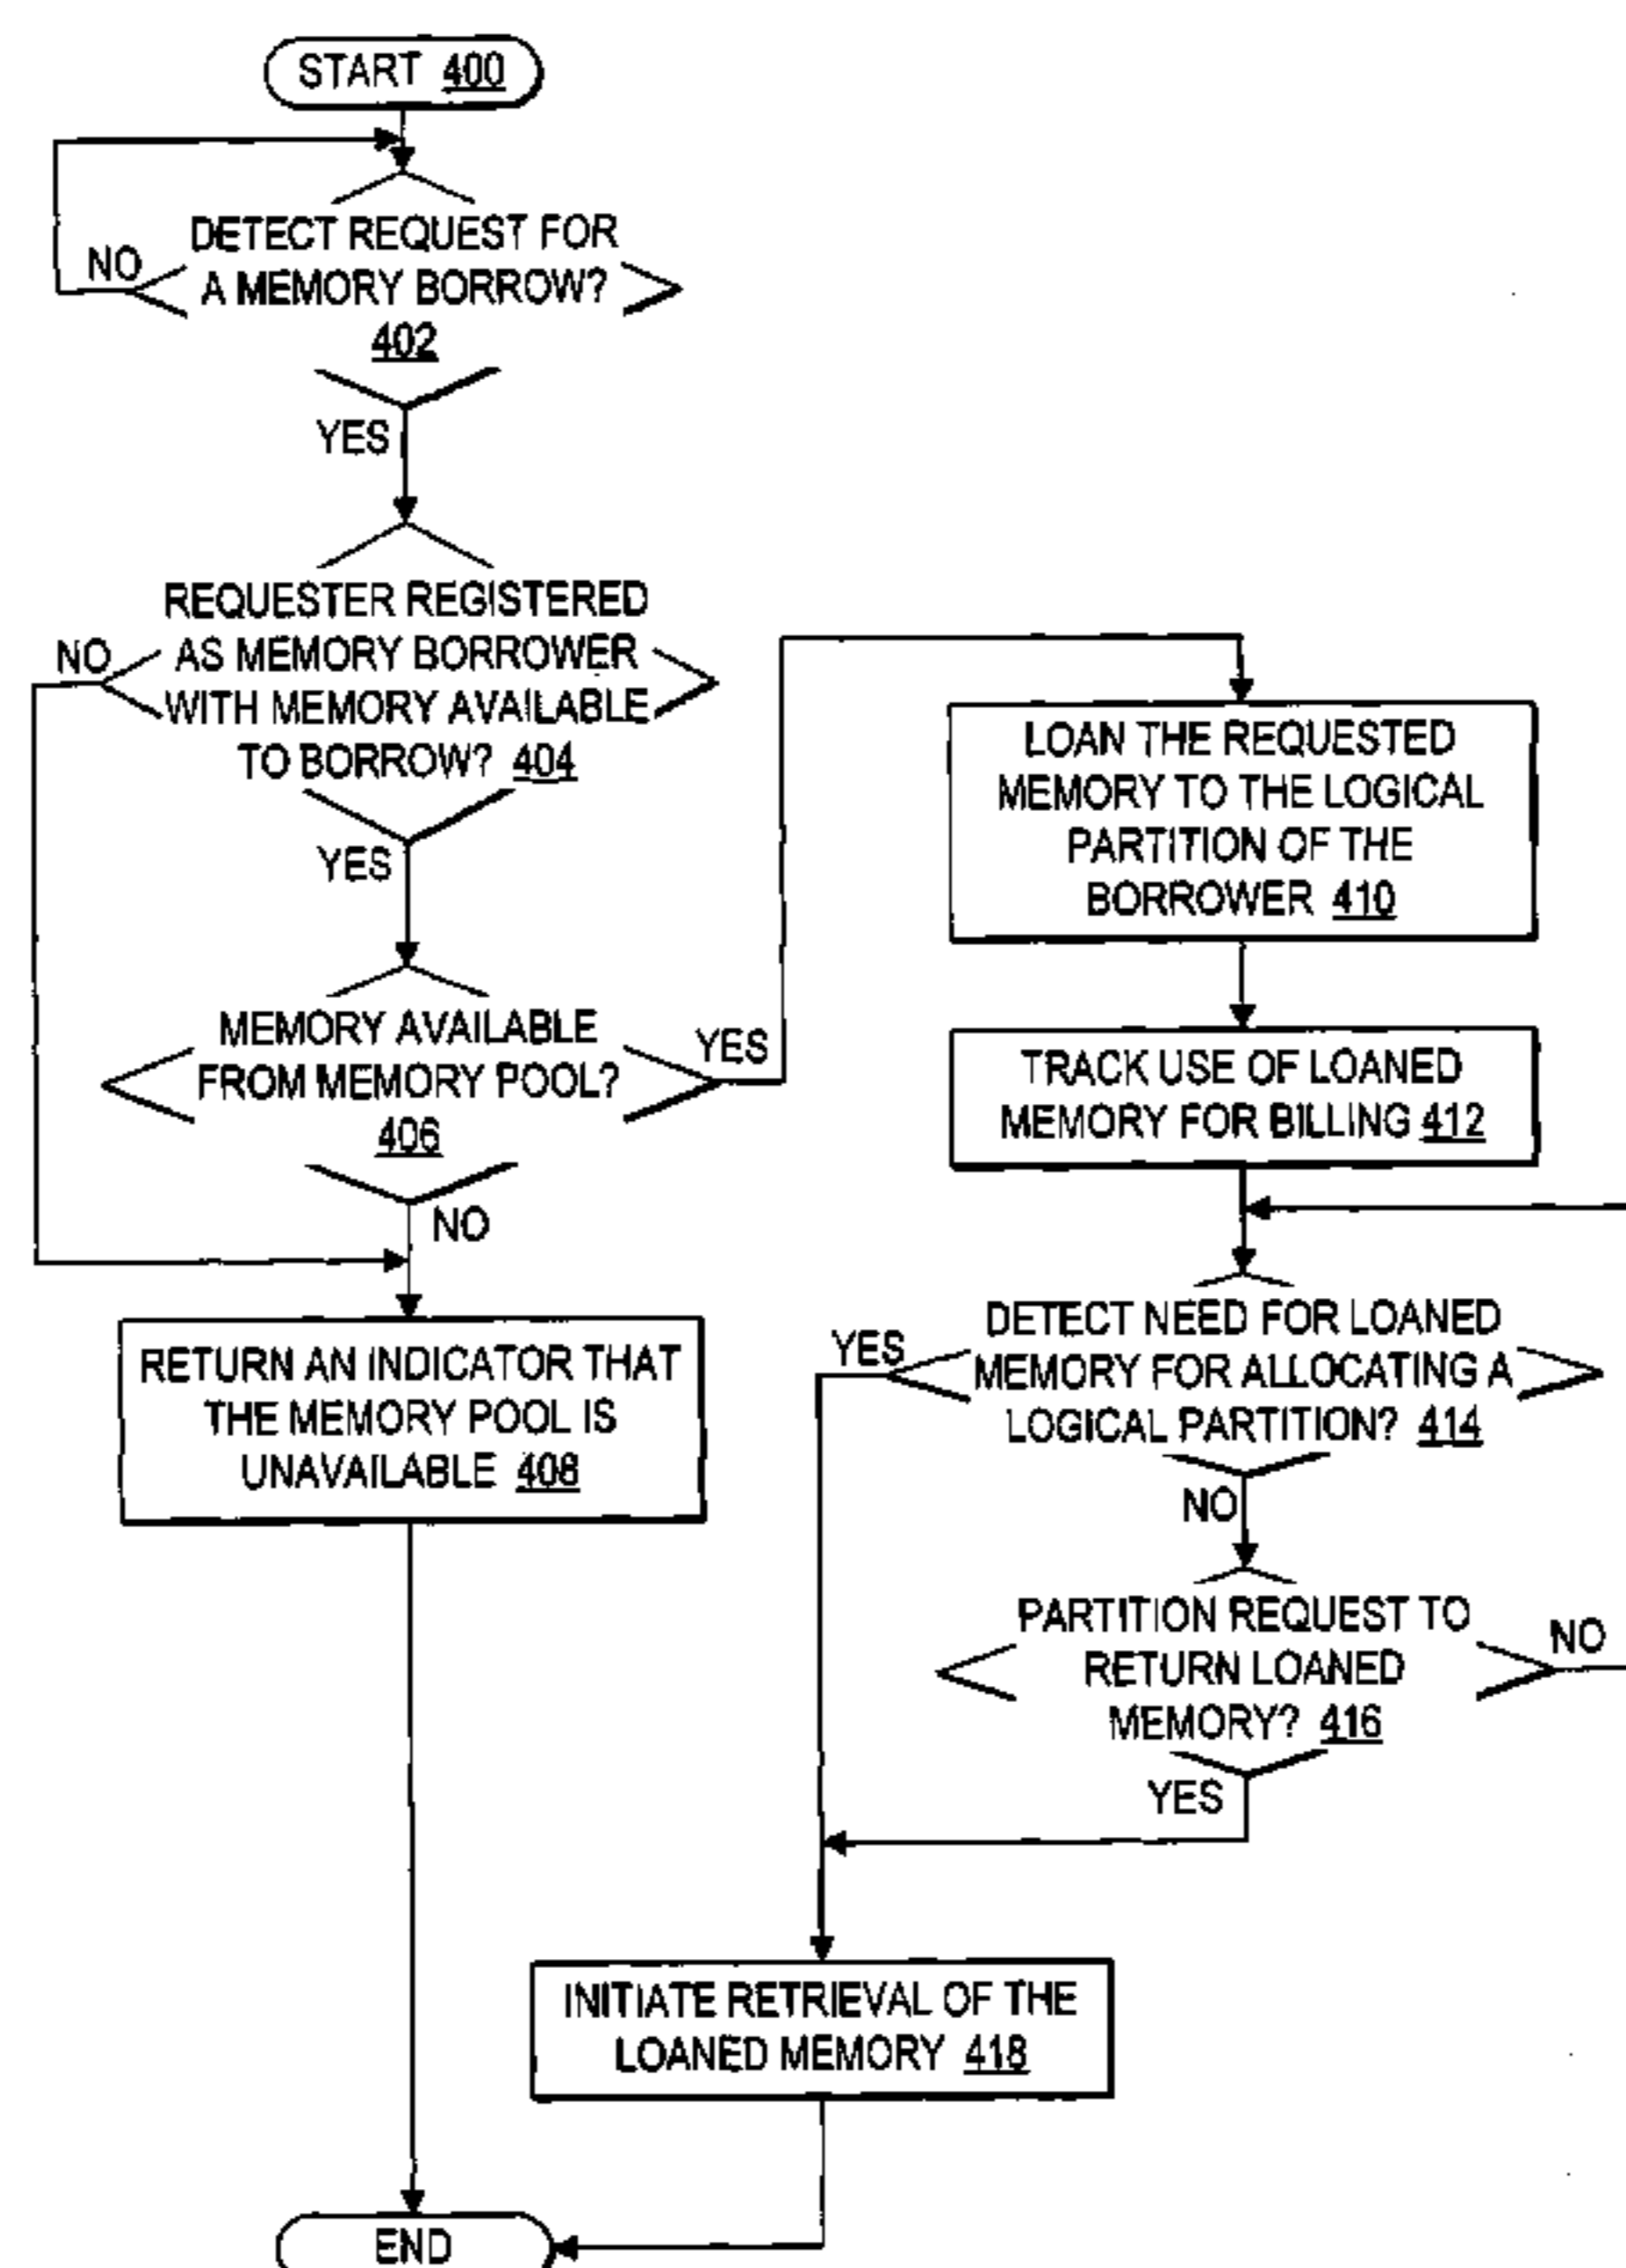 START 400
DETECT REQUEST FOR
A MEMORY BORROW?
402
NO
YES
REQUESTER REGISTERED
AS MEMORY BORROWER
WITH MEMORY AVAILABLE
TO BORROW? 404
NO
YES
MEMORY AVAILABLE
FROM MEMORY POOL?
406
YES
NO
RETURN AN INDICATOR THAT
THE MEMORY POOL IS
UNAVAILABLE 408
LOAN THE REQUESTED
MEMORY TO THE LOGICAL
PARTITION OF THE
BORROWER 410
TRACK USE OF LOANED
MEMORY FOR BILLING 412
DETECT NEED FOR LOANED
MEMORY FOR ALLOCATING A
LOGICAL PARTITION? 414
YES
NO
PARTITION REQUEST TO
RETURN LOANED
MEMORY? 416
NO
YES
INITIATE RETRIEVAL OF THE
LOANED MEMORY 418
END